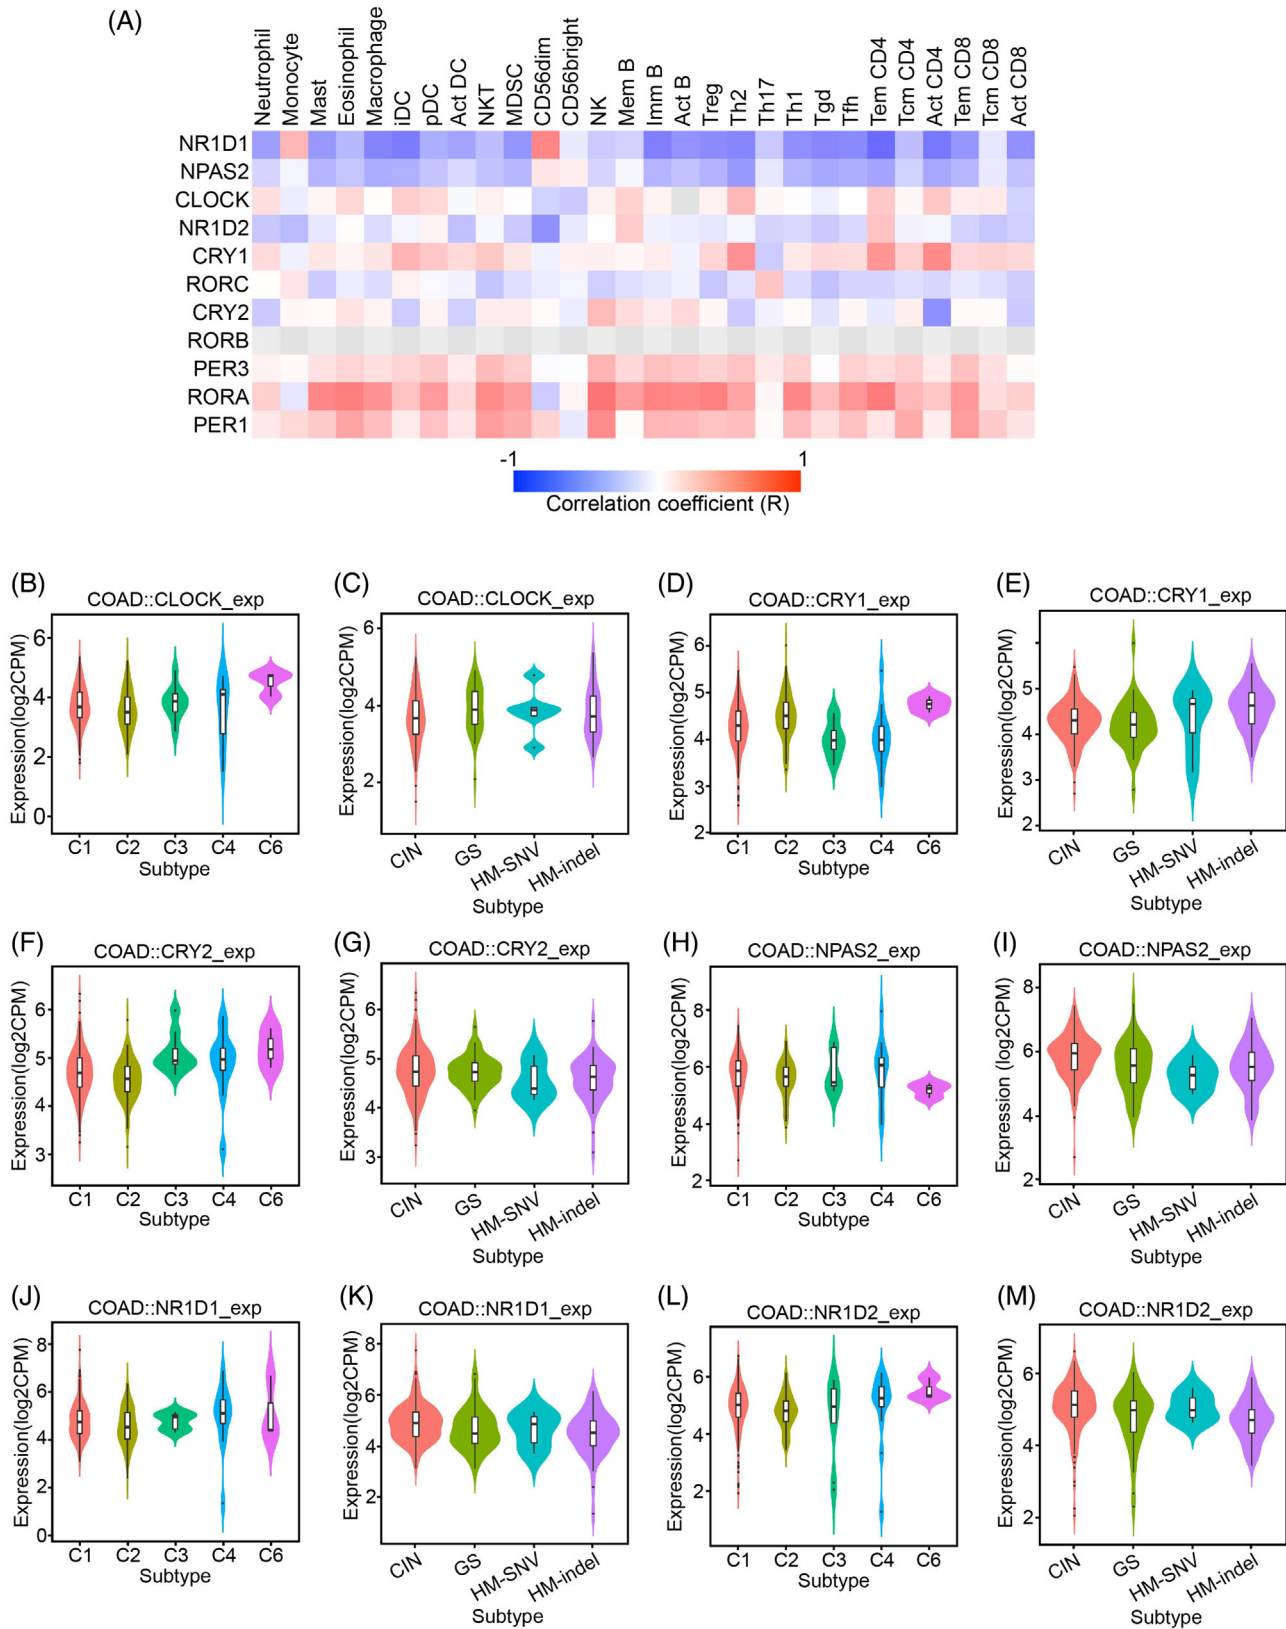 (A)
Neutrophil
Monocyte
Mast
Eosinophil
Macrophage
iDC
pDC
Act DC
NKT
MDSC
CD56dim
CD56bright
NK
Mem B
Imm B
Act B
Treg
Th2
Th17
Th1
Tgd
Tfh
Tem CD4
Tcm CD4
Act CD4
Tem CD8
Tcm CD8
Act CD8
NR1D1
NPAS2
CLOCK
NR1D2
CRY1
RORC
CRY2
RORB
PER3
RORA
PER1
-1 1
Correlation coefficient (R)
(B)
COAD::CLOCK_exp
Expression(log2CPM)
6
4
2
0
C1 C2 C3 C4 C6
Subtype
(C)
COAD::CLOCK_exp
Expression(log2CPM)
6
4
2
CIN GS HM-SNV HM-indel
Subtype
(D)
COAD::CRY1_exp
Expression(log2CPM)
6
5
4
3
2
C1 C2 C3 C4 C6
Subtype
(E)
COAD::CRY1_exp
Expression(log2CPM)
5
4
3
2
CIN GS HM-SNV HM-indel
Subtype
(F)
COAD::CRY2_exp
Expression(log2CPM)
6
5
4
3
C1 C2 C3 C4 C6
Subtype
(G)
COAD::CRY2_exp
Expression(log2CPM)
6
5
4
3
CIN GS HM-SNV HM-indel
Subtype
(H)
COAD::NPAS2_exp
Expression(log2CPM)
8
6
4
2
C1 C2 C3 C4 C6
Subtype
(I)
COAD::NPAS2_exp
Expression (log2CPM)
8
6
4
2
CIN GS HM-SNV HM-indel
Subtype
(J)
COAD::NR1D1_exp
Expression(log2CPM)
8
6
4
2
0
C1 C2 C3 C4 C6
Subtype
(K)
COAD::NR1D1_exp
Expression(log2CPM)
8
6
4
2
CIN GS HM-SNV HM-indel
Subtype
(L)
COAD::NR1D2_exp
Expression(log2CPM)
6
4
2
C1 C2 C3 C4 C6
Subtype
(M)
COAD::NR1D2_exp
Expression(log2CPM)
6
4
2
CIN GS HM-SNV HM-indel
Subtype